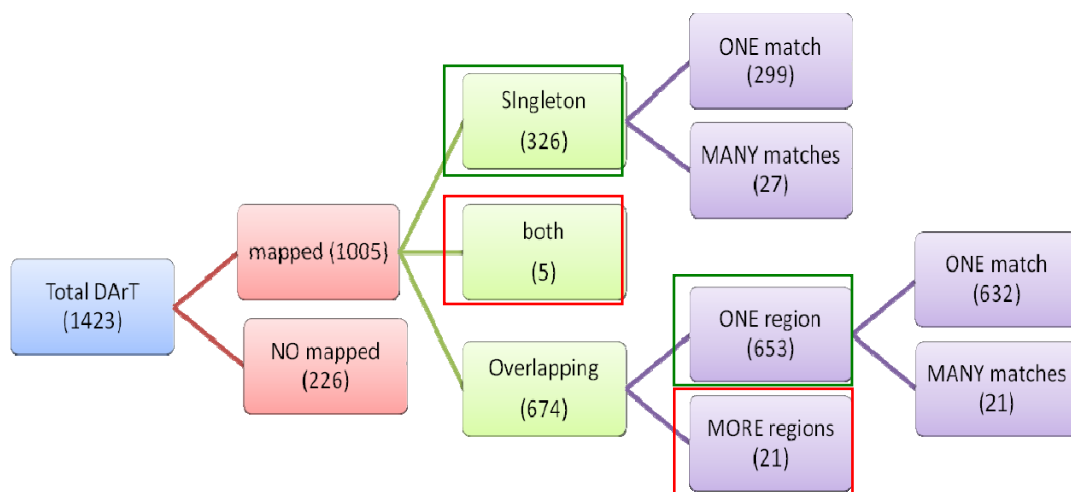 Total DArT
(1423)
mapped (1005)
NO mapped
(226)
SIngleton
(326)
both
(5)
Overlapping
(674)
ONE match
(299)
MANY matches
(27)
ONE region
(653)
MORE regions
(21)
ONE match
(632)
MANY matches
(21)